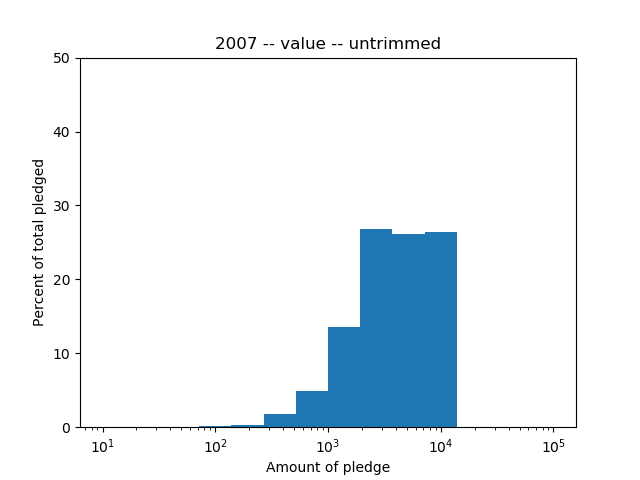 2007 -- value -- untrimmed
Percent of total pledged
50
40
30
20
10
0
10¹ 10² 10³ 10⁴ 10⁵
Amount of pledge